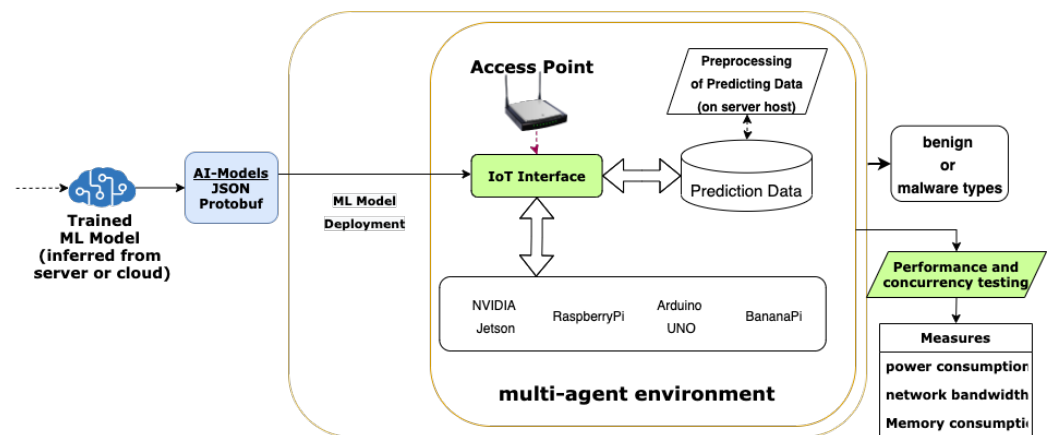 Trained
ML Model
(inferred from
server or cloud)
AI-Models
JSON
Protobuf
ML Model
Deployment
Access Point
IoT Interface
Preprocessing
of Predicting Data
(on server host)
Prediction Data
NVIDIA
Jetson
RaspberryPi
Arduino
UNO
BananaPi
multi-agent environment
benign
or
malware types
Performance and
concurrency testing
Measures
power consumption
network bandwidth
Memory consumptio